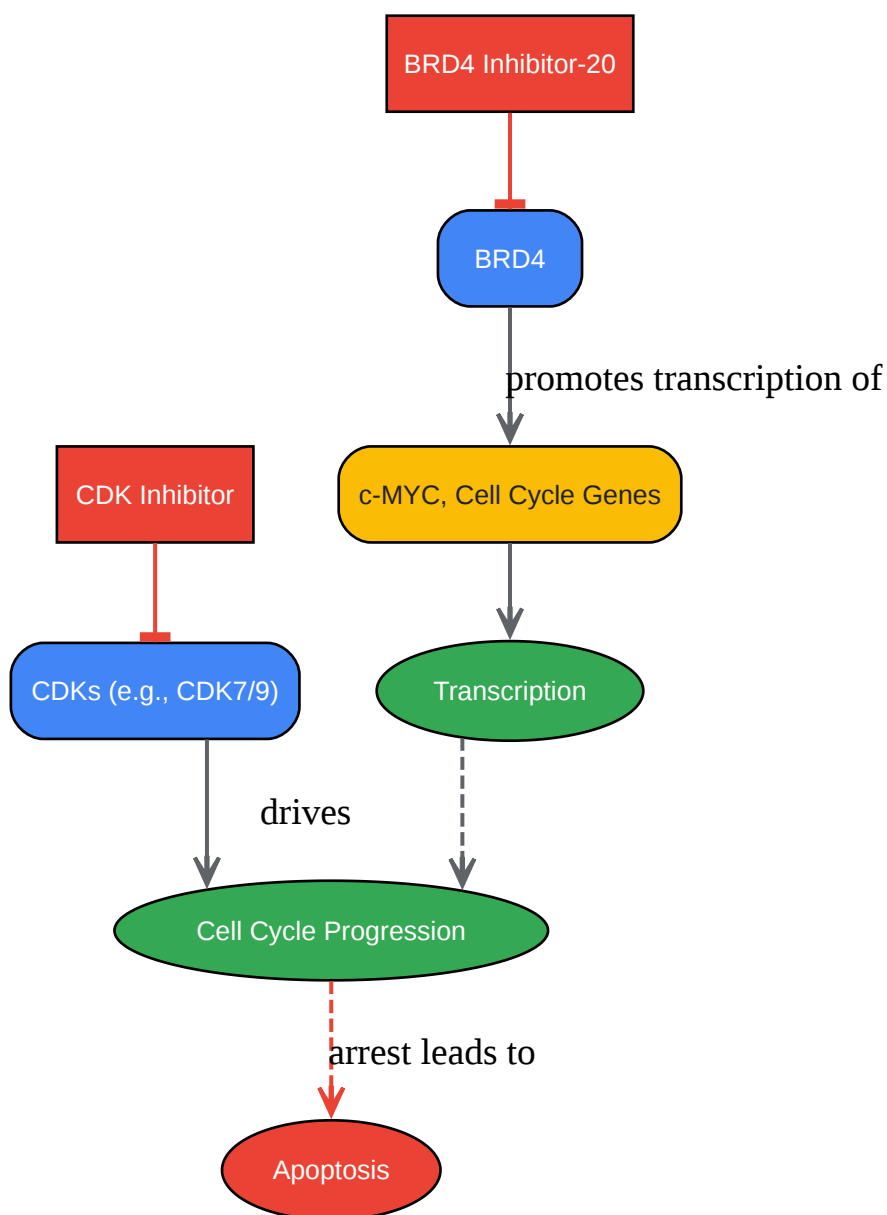 BRD4 Inhibitor-20
BRD4
promotes transcription of
CDK Inhibitor
c-MYC, Cell Cycle Genes
CDKs (e.g., CDK7/9)
Transcription
drives
Cell Cycle Progression
arrest leads to
Apoptosis